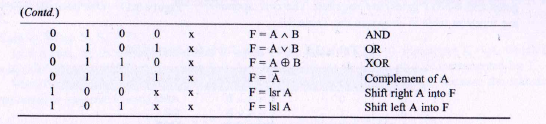 (Contd.)
0 1 0 0 x F = A ∧ B AND
0 1 0 1 x F = A ∨ B OR
0 1 1 0 x F = A ⊕ B XOR
0 1 1 1 x F = A̅ Complement of A
1 0 0 x x F = lsr A Shift right A into F
1 0 1 x x F = lsl A Shift left A into F